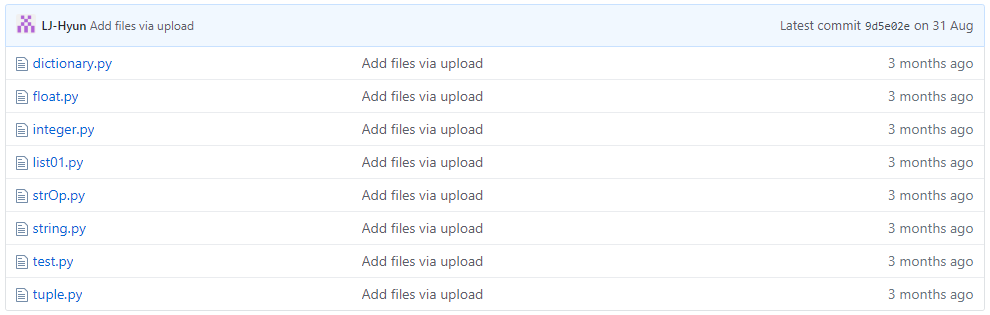 LJ-Hyun Add files via upload Latest commit 9d5e02e on 31 Aug
dictionary.py Add files via upload 3 months ago
float.py Add files via upload 3 months ago
integer.py Add files via upload 3 months ago
list01.py Add files via upload 3 months ago
strOp.py Add files via upload 3 months ago
string.py Add files via upload 3 months ago
test.py Add files via upload 3 months ago
tuple.py Add files via upload 3 months ago